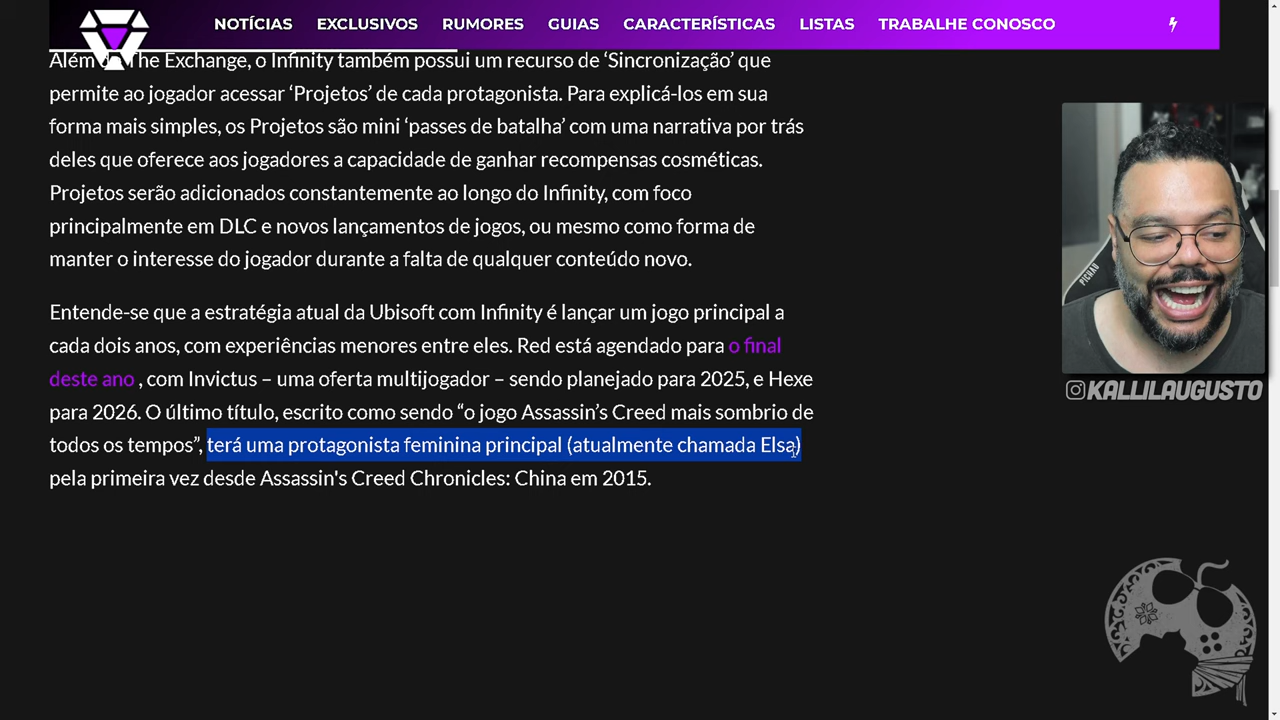 NOTÍCIAS EXCLUSIVOS RUMORES GUIAS CARACTERÍSTICAS LISTAS TRABALHE CONOSCO
Além de The Exchange, o Infinity também possui um recurso de ‘Sincronização’ que
permite ao jogador acessar ‘Projetos’ de cada protagonista. Para explicá-los em sua
forma mais simples, os Projetos são mini ‘passes de batalha’ com uma narrativa por trás
deles que oferece aos jogadores a capacidade de ganhar recompensas cosméticas.
Projetos serão adicionados constantemente ao longo do Infinity, com foco
principalmente em DLC e novos lançamentos de jogos, ou mesmo como forma de
manter o interesse do jogador durante a falta de qualquer conteúdo novo.
Entende-se que a estratégia atual da Ubisoft com Infinity é lançar um jogo principal a
cada dois anos, com experiências menores entre eles. Red está agendado para o final
deste ano , com Invictus – uma oferta multijogador – sendo planejado para 2025, e Hexe
para 2026. O último título, escrito como sendo “o jogo Assassin’s Creed mais sombrio de
todos os tempos”, terá uma protagonista feminina principal (atualmente chamada Elsa)
pela primeira vez desde Assassin's Creed Chronicles: China em 2015.
PICHAU
KALLILAUGUSTO